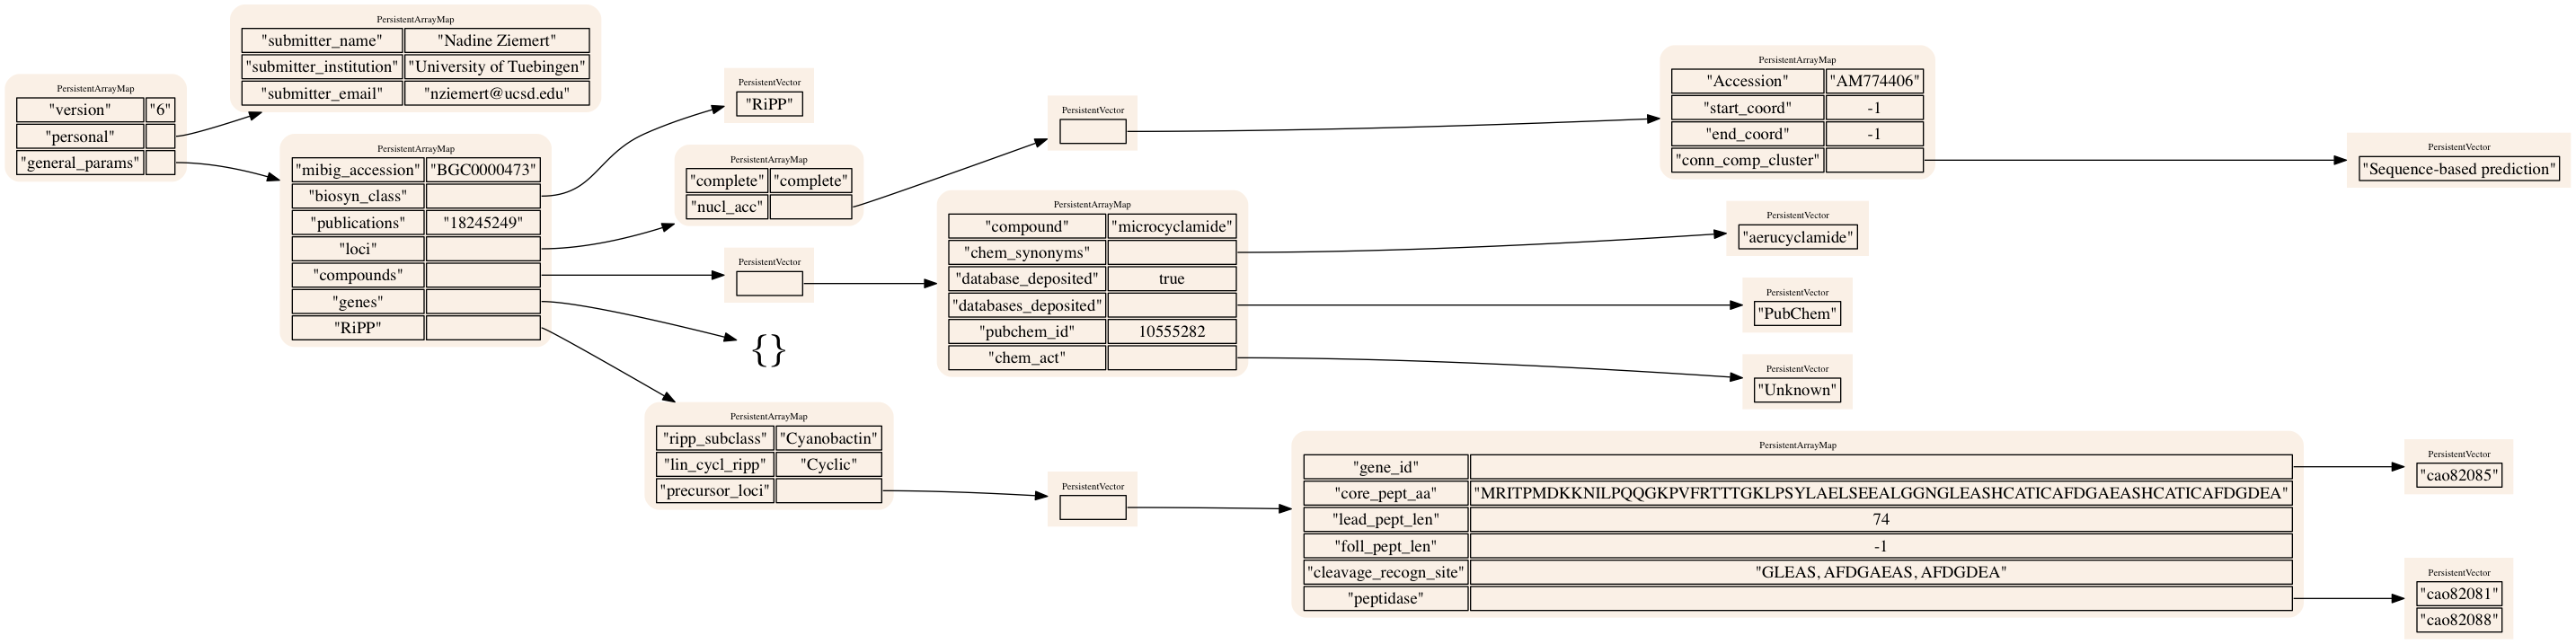 PersistentArrayMap
"version" "6"
"personal"
"general_params"
PersistentArrayMap
"submitter_name" "Nadine Ziemert"
"submitter_institution" "University of Tuebingen"
"submitter_email" "nziemert@ucsd.edu"
PersistentArrayMap
"mibig_accession" "BGC0000473"
"biosyn_class"
"publications" "18245249"
"loci"
"compounds"
"genes"
"RiPP"
PersistentVector
"RiPP"
PersistentArrayMap
"complete" "complete"
"nucl_acc"
PersistentVector
{}
PersistentArrayMap
"ripp_subclass" "Cyanobactin"
"lin_cycl_ripp" "Cyclic"
"precursor_loci"
PersistentVector
PersistentArrayMap
"compound" "microcyclamide"
"chem_synonyms"
"database_deposited" true
"databases_deposited"
"pubchem_id" 10555282
"chem_act"
PersistentVector
PersistentArrayMap
"Accession" "AM774406"
"start_coord" -1
"end_coord" -1
"conn_comp_cluster"
PersistentVector
"aerucyclamide"
PersistentVector
"PubChem"
PersistentVector
"Unknown"
PersistentArrayMap
"gene_id"
"core_pept_aa" "MRITPMDKKNILPQQGKPVFRTTTGKLPSYLAELSEEALGGNGLEASHCATICAFDGAEASHCATICAFDGDEA"
"lead_pept_len" 74
"foll_pept_len" -1
"cleavage_recogn_site" "GLEAS, AFDGAEAS, AFDGDEA"
"peptidase"
PersistentVector
"Sequence-based prediction"
PersistentVector
"cao82085"
PersistentVector
"cao82081"
"cao82088"